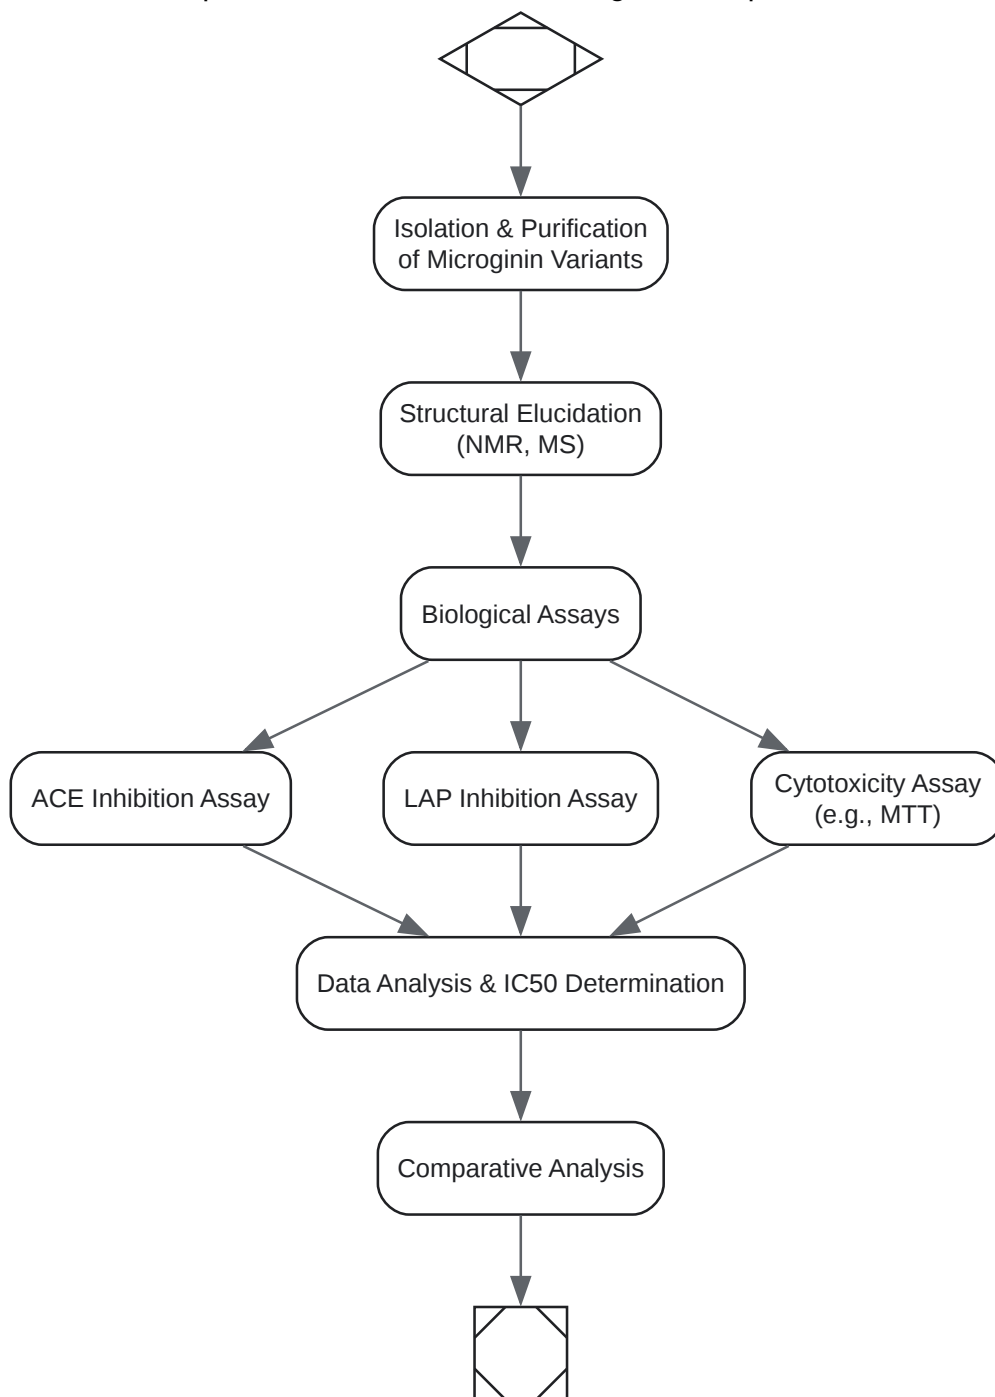 Isolation & Purification
of Microginin Variants
Structural Elucidation
(NMR, MS)
Biological Assays
ACE Inhibition Assay
LAP Inhibition Assay
Cytotoxicity Assay
(e.g., MTT)
Data Analysis & IC50 Determination
Comparative Analysis